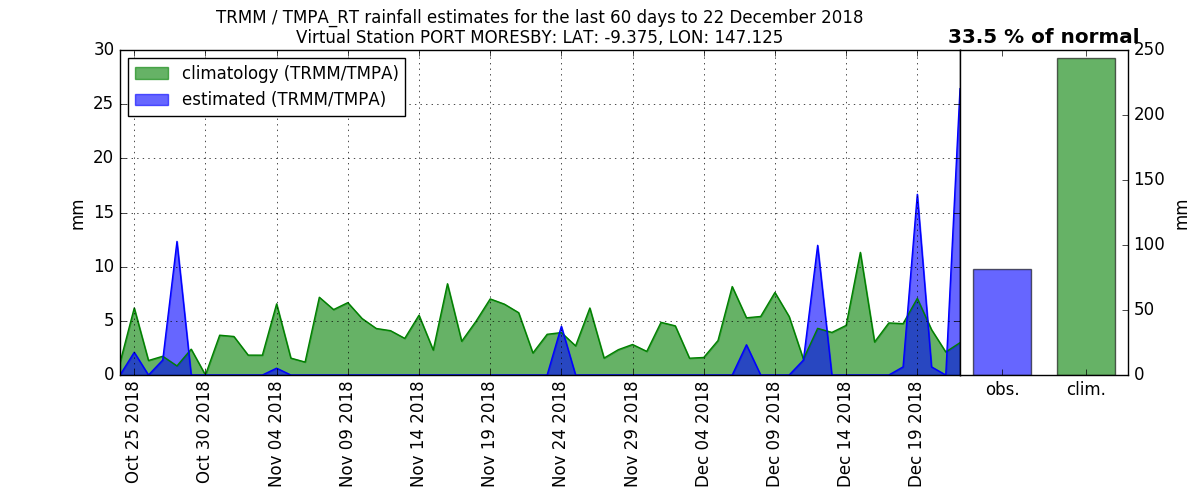 TRMM / TMPA_RT rainfall estimates for the last 60 days to 22 December 2018
Virtual Station PORT MORESBY: LAT: -9.375, LON: 147.125
33.5 % of normal
climatology (TRMM/TMPA)
estimated (TRMM/TMPA)
mm
30
25
20
15
10
5
0
Oct 25 2018
Oct 30 2018
Nov 04 2018
Nov 09 2018
Nov 14 2018
Nov 19 2018
Nov 24 2018
Nov 29 2018
Dec 04 2018
Dec 09 2018
Dec 14 2018
Dec 19 2018
250
200
150
100
50
0
mm
obs.
clim.